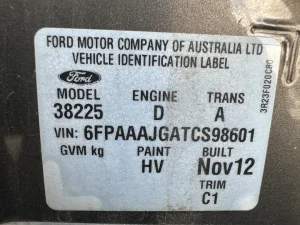 FORD MOTOR COMPANY OF AUSTRALIA LTD
VEHICLE IDENTIFICATION LABEL
Ford
MODEL ENGINE TRANS
38225 D A
VIN: 6FPAAAJGATCS98601
GVM kg PAINT BUILT
HV Nov12
TRIM
C1